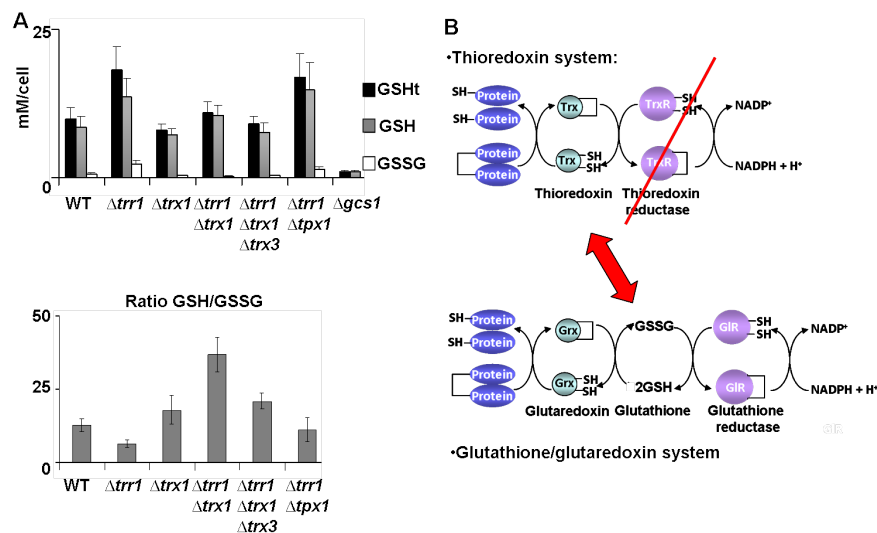 A
25
mM/cell
0
GSHt
GSH
GSSG
WT
Δtrr1
Δtrx1
Δtrr1
Δtrx1
Δtrr1
Δtrx1
Δtrx3
Δtrr1
Δtpx1
Δgcs1
Ratio GSH/GSSG
50
25
0
WT
Δtrr1
Δtrx1
Δtrr1
Δtrx1
Δtrr1
Δtrx1
Δtrx3
Δtrr1
Δtpx1
B
•Thioredoxin system:
SH Protein
SH Protein
Protein
Protein
Trx
Trx SH
SH
TrxR SH
SH
TrxR
NADP⁺
NADPH + H⁺
Thioredoxin
Thioredoxin
reductase
SH Protein
SH Protein
Protein
Protein
Grx
Grx SH
SH
GSSG
2GSH
GlR SH
SH
GlR
NADP⁺
NADPH + H⁺
Glutaredoxin
Glutathione
Glutathione
reductase
GlR
•Glutathione/glutaredoxin system